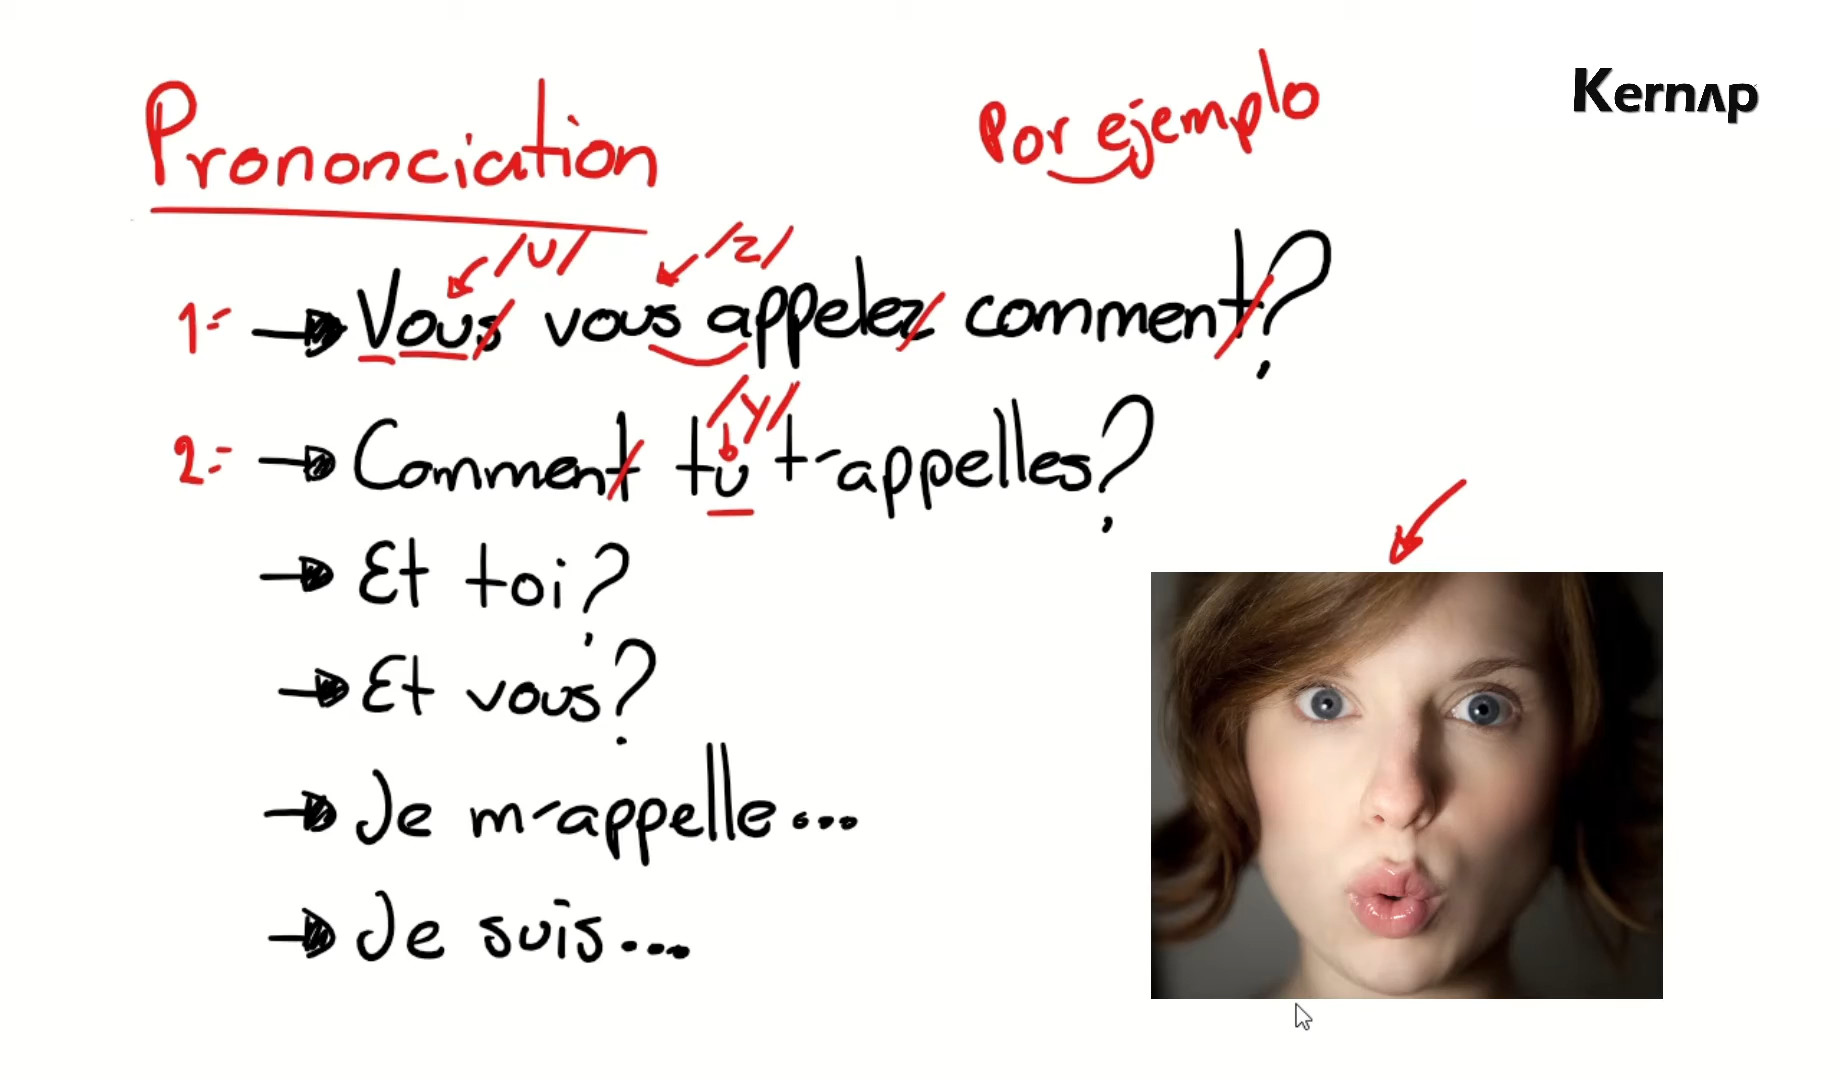 Prononciation
Por ejemplo
Kernʌp
/u/ /z/
1= Vous vous appelez comment?
/y/
2= Comment tu t-appelles?
Et toi?
Et vous?
Je m-appelle...
Je suis...